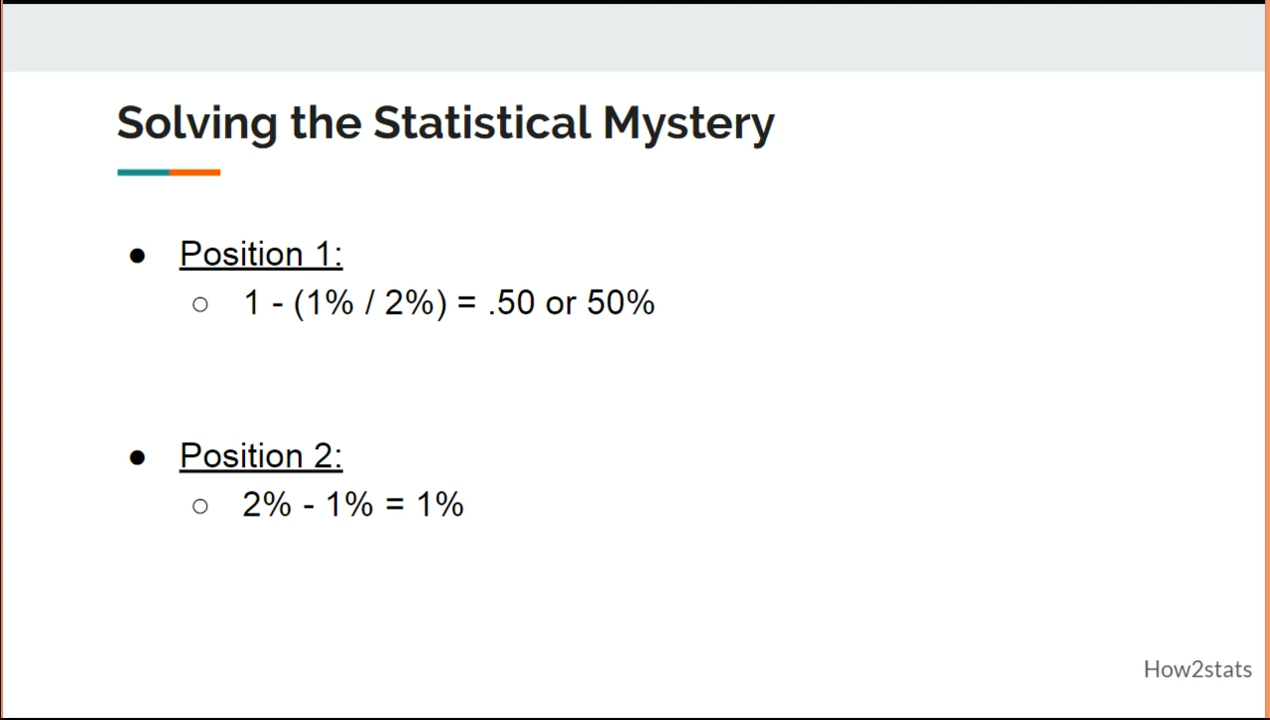 Solving the Statistical Mystery
● Position 1:
○ 1 - (1% / 2%) = .50 or 50%
● Position 2:
○ 2% - 1% = 1%
How2stats